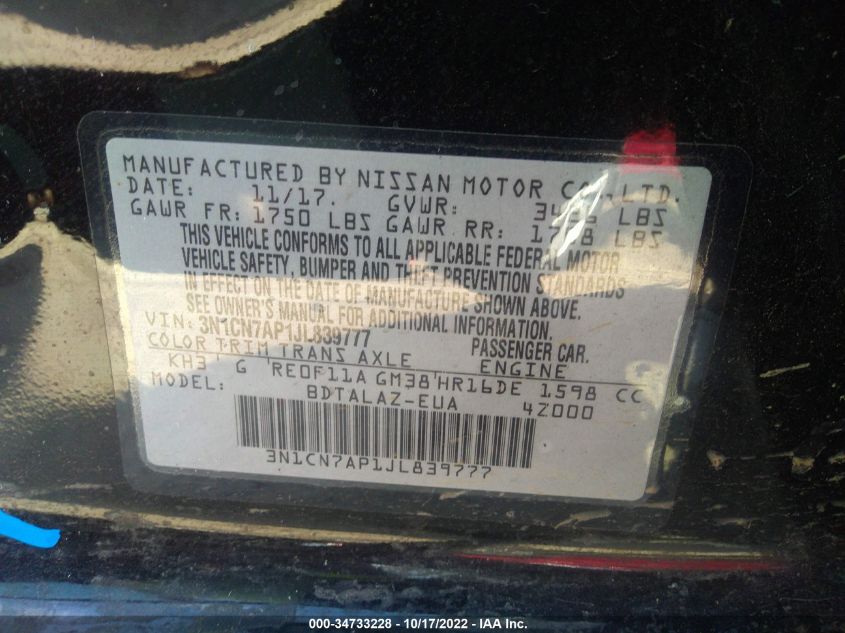 MANUFACTURED BY NISSAN MOTOR CO., LTD.
DATE: 11/17. GVWR: LBS
GAWR FR: 1750 LBS GAWR RR: LBS
THIS VEHICLE CONFORMS TO ALL APPLICABLE FEDERAL MOTOR
VEHICLE SAFETY, BUMPER AND THEFT PREVENTION STANDARDS
IN EFFECT ON THE DATE OF MANUFACTURE SHOWN ABOVE.
SEE OWNER'S MANUAL FOR ADDITIONAL INFORMATION.
VIN: 3N1CN7AP1JL839777 PASSENGER CAR.
COLOR TRIM TRANS AXLE ENGINE
KH3 G RE0F11A GM38 HR16DE 1598 CC
MODEL: BDTALAZ-EUA 4Z000
3N1CN7AP1JL839777
000-34733228 - 10/17/2022 - IAA Inc.